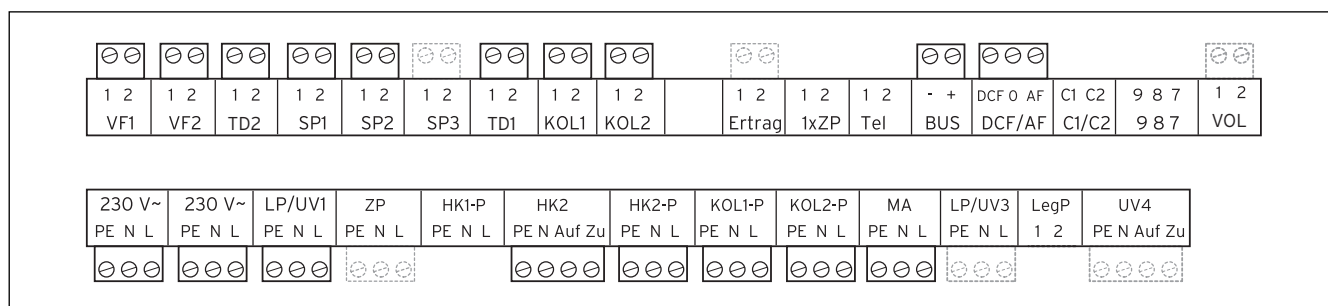 1 2 1 2 1 2 1 2 1 2 1 2 1 2 1 2 1 2 1 2 1 2 1 2 - + DCF O AF C1 C2 9 8 7 1 2
VF1 VF2 TD2 SP1 SP2 SP3 TD1 KOL1 KOL2 Ertrag 1xZP Tel BUS DCF/AF C1/C2 9 8 7 VOL
230 V~ 230 V~ LP/UV1 ZP HK1-P HK2 HK2-P KOL1-P KOL2-P MA LP/UV3 LegP UV4
PE N L PE N L PE N L PE N L PE N L PE N Auf Zu PE N L PE N L PE N L PE N L PE N L 1 2 PE N Auf Zu